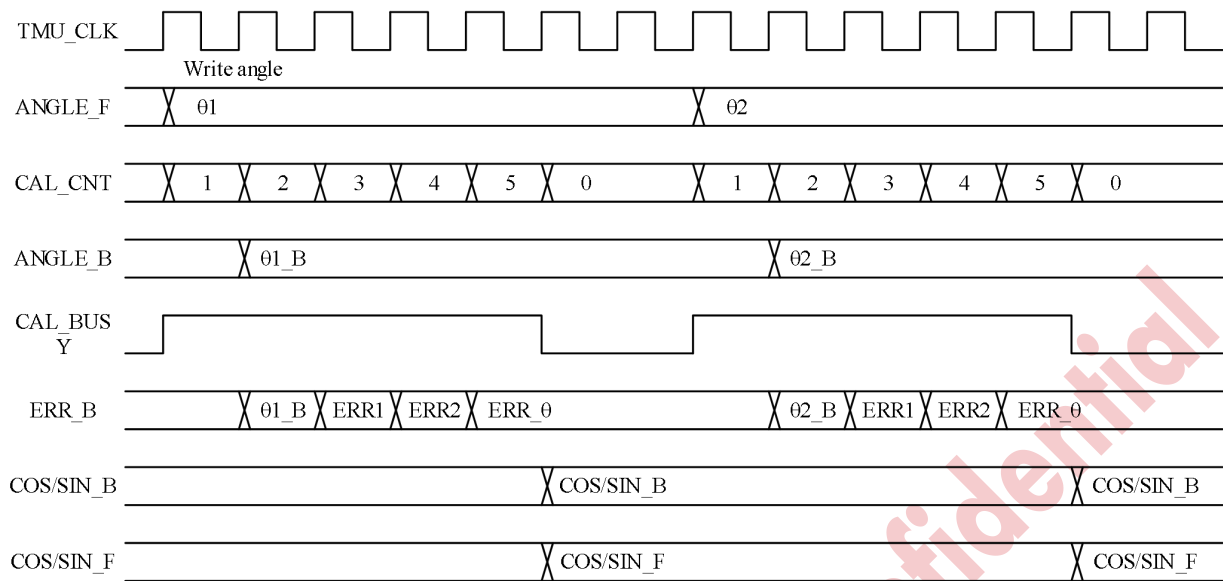 TMU_CLK
Write angle
ANGLE_F θ1 θ2
CAL_CNT 1 2 3 4 5 0 1 2 3 4 5 0
ANGLE_B θ1_B θ2_B
CAL_BUS
Y
ERR_B θ1_B ERR1 ERR2 ERR_θ θ2_B ERR1 ERR2 ERR_θ
COS/SIN_B COS/SIN_B COS/SIN_B
COS/SIN_F COS/SIN_F COS/SIN_F
nfidential